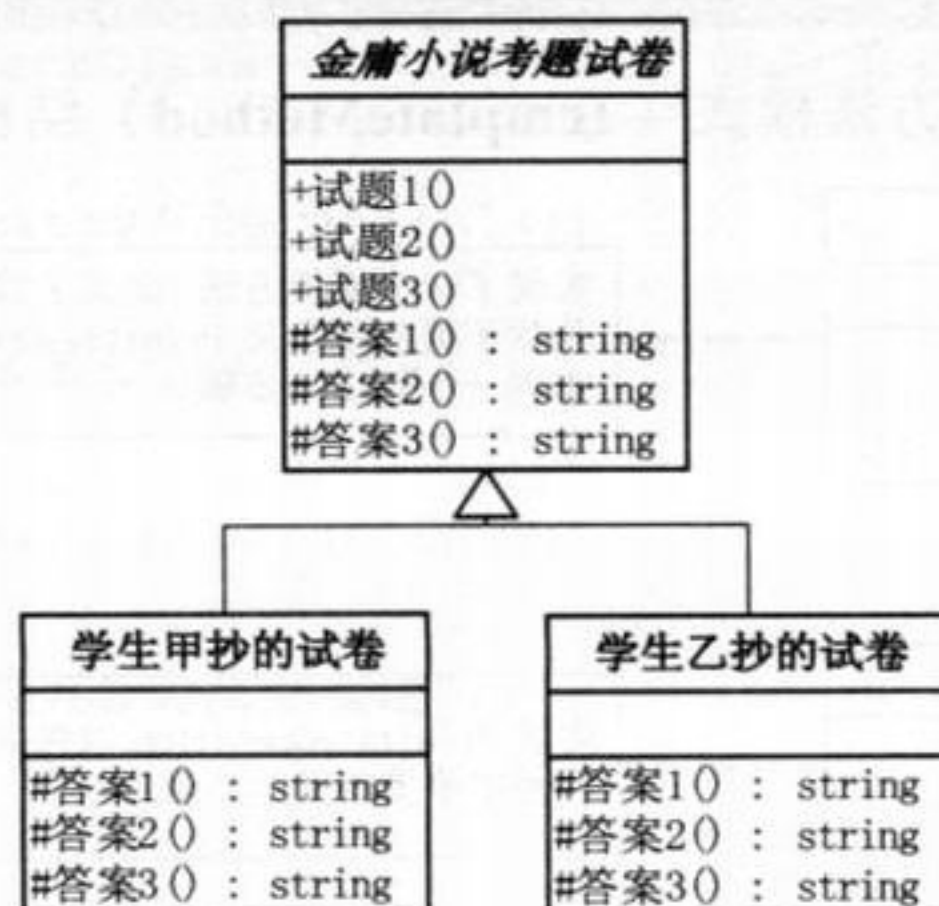 金庸小说考题试卷
+试题1()
+试题2()
+试题3()
#答案1() : string
#答案2() : string
#答案3() : string
学生甲抄的试卷
#答案1() : string
#答案2() : string
#答案3() : string
学生乙抄的试卷
#答案1() : string
#答案2() : string
#答案3() : string